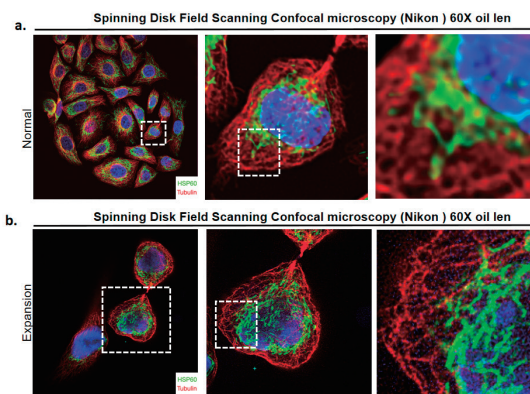 Spinning Disk Field Scanning Confocal microscopy (Nikon ) 60X oil len
a.
Normal
HSP60
Tubulin
Spinning Disk Field Scanning Confocal microscopy (Nikon ) 60X oil len
b.
Expansion
HSP60
Tubulin